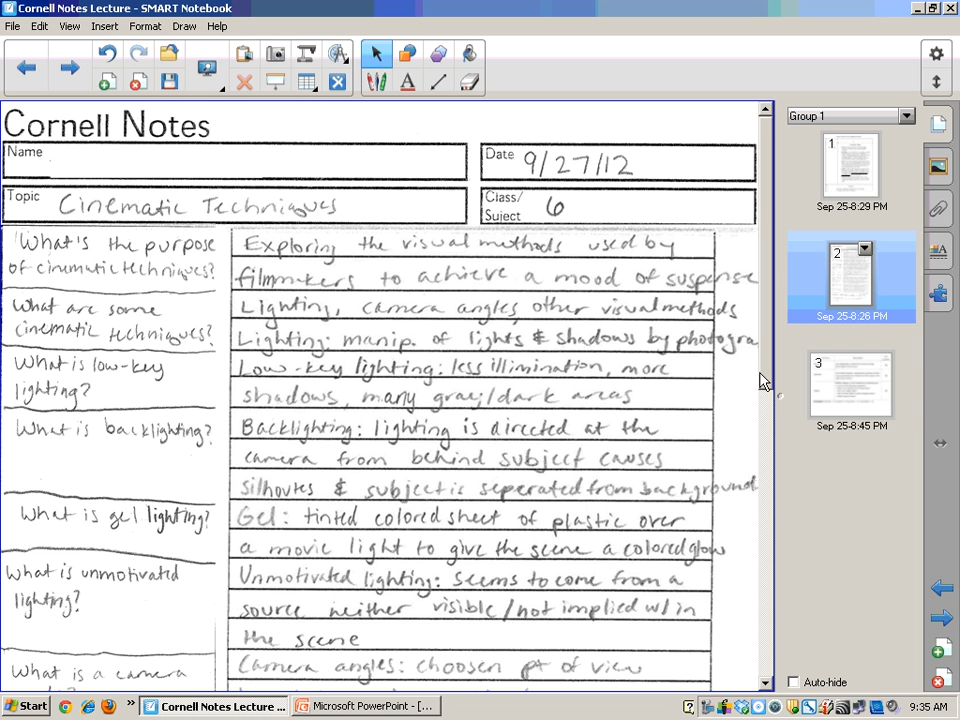 Cornell Notes Lecture - SMART Notebook
File Edit View Insert Format Draw Help
Cornell Notes
Name
Date 9/27/12
Topic Cinematic Techniques
Class/
Suject 6
What's the purpose
of cinematic techniques?
Exploring the visual methods used by
filmmakers to achieve a mood of suspense
What are some
cinematic techniques?
Lighting, camera angles, other visual methods
Lighting: manip. of lights & shadows by photogra
What is low-key
lighting?
Low-key lighting: less illimination, more
shadows, many gray/dark areas
What is backlighting?
Backlighting: lighting is directed at the
camera from behind subject causes
silhoutes & subject is seperated from background
What is gel lighting?
Gel: tinted colored sheet of plastic over
a movie light to give the scene a colored glow
What is unmotivated
lighting?
Unmotivated lighting: seems to come from a
source neither visible/not implied w/in
the scene
What is a camera
Camera angles: choosen pt of view
Group 1
1
Sep 25-8:29 PM
2
Sep 25-8:26 PM
3
Sep 25-8:45 PM
Auto-hide
Start
Cornell Notes Lecture ...
Microsoft PowerPoint - [...
9:35 AM